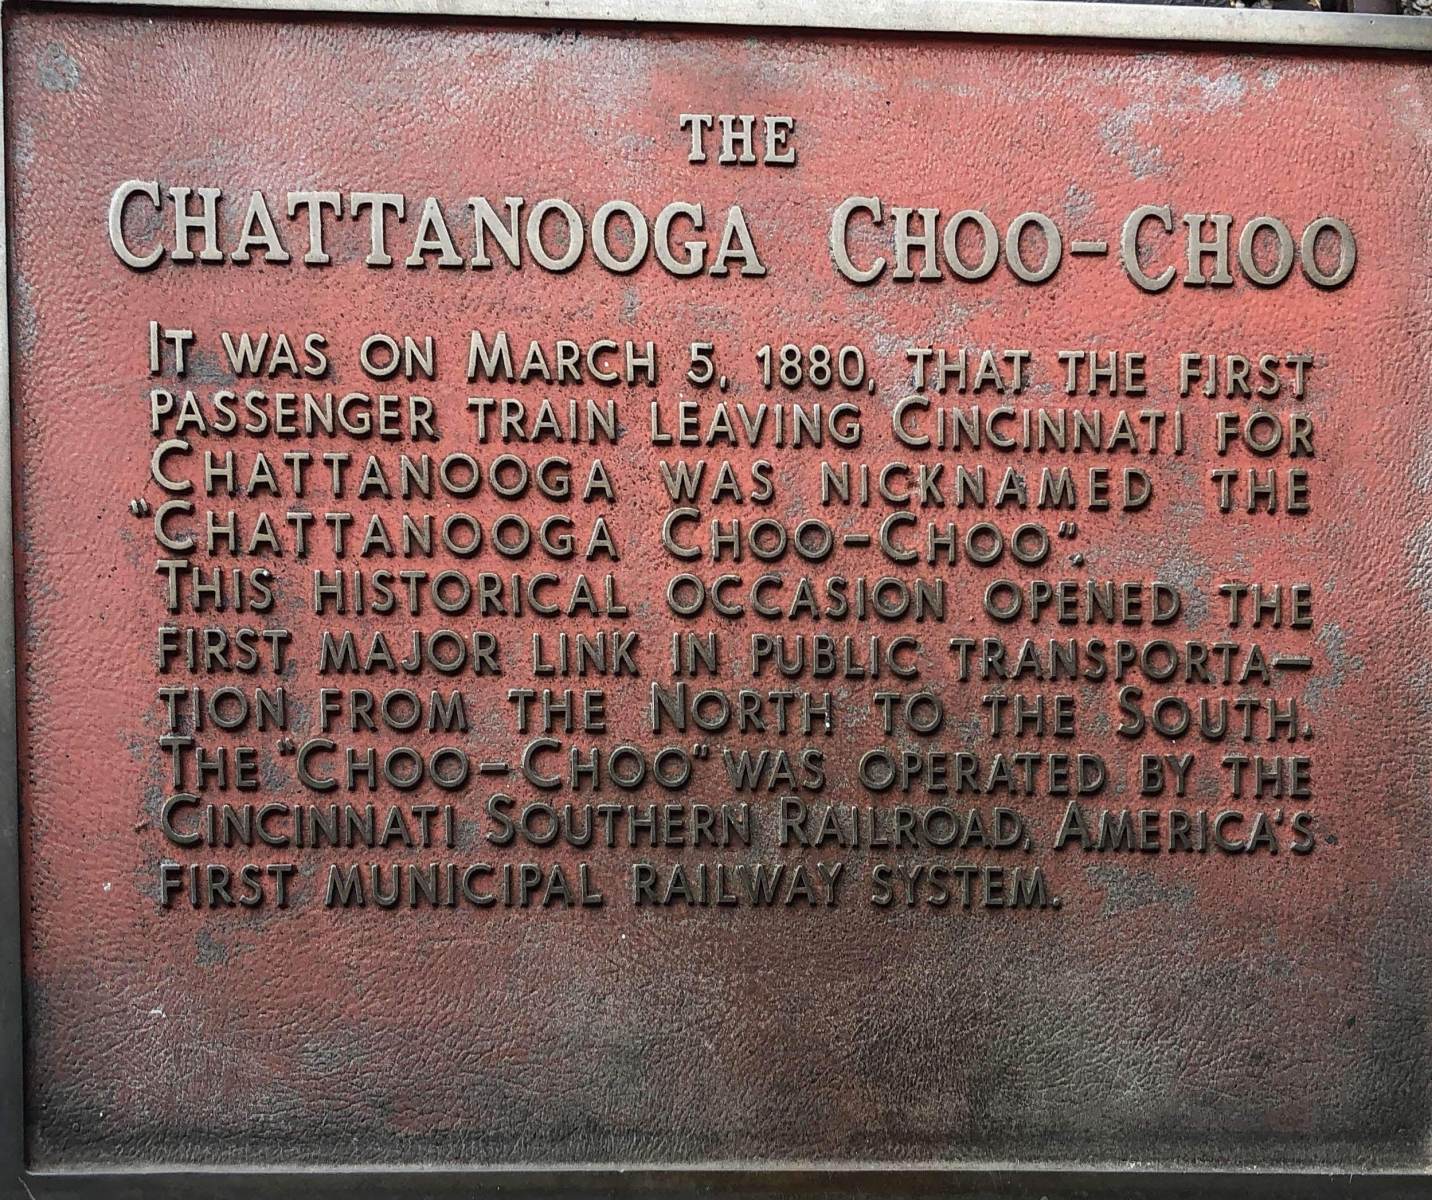 THE
CHATTANOOGA CHOO-CHOO
IT WAS ON MARCH 5, 1880, THAT THE FIRST
PASSENGER TRAIN LEAVING CINCINNATI FOR
CHATTANOOGA WAS NICKNAMED THE
"CHATTANOOGA CHOO-CHOO".
THIS HISTORICAL OCCASION OPENED THE
FIRST MAJOR LINK IN PUBLIC TRANSPORTA-
TION FROM THE NORTH TO THE SOUTH.
THE "CHOO-CHOO" WAS OPERATED BY THE
CINCINNATI SOUTHERN RAILROAD, AMERICA'S
FIRST MUNICIPAL RAILWAY SYSTEM.